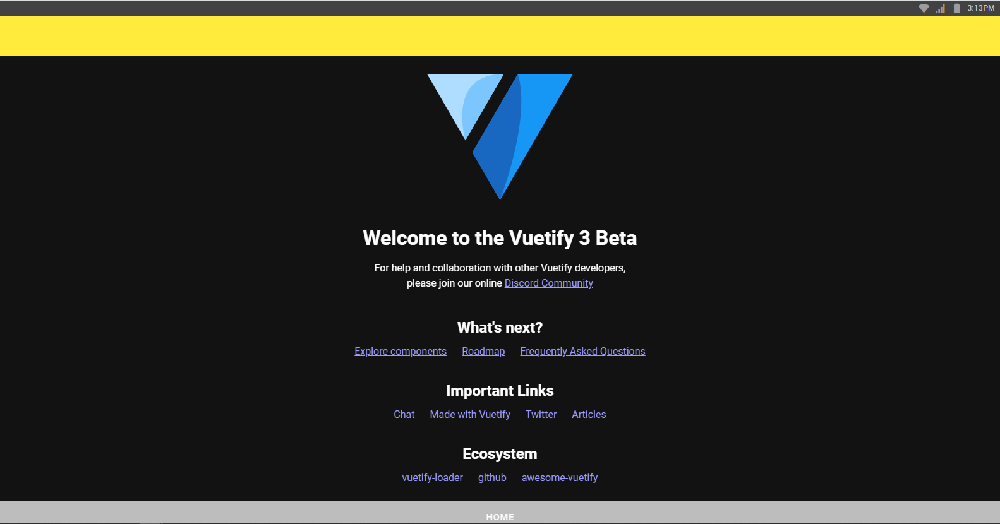 3:13PM
Welcome to the Vuetify 3 Beta
For help and collaboration with other Vuetify developers,
please join our online Discord Community
What's next?
Explore components Roadmap Frequently Asked Questions
Important Links
Chat Made with Vuetify Twitter Articles
Ecosystem
vuetify-loader github awesome-vuetify
HOME